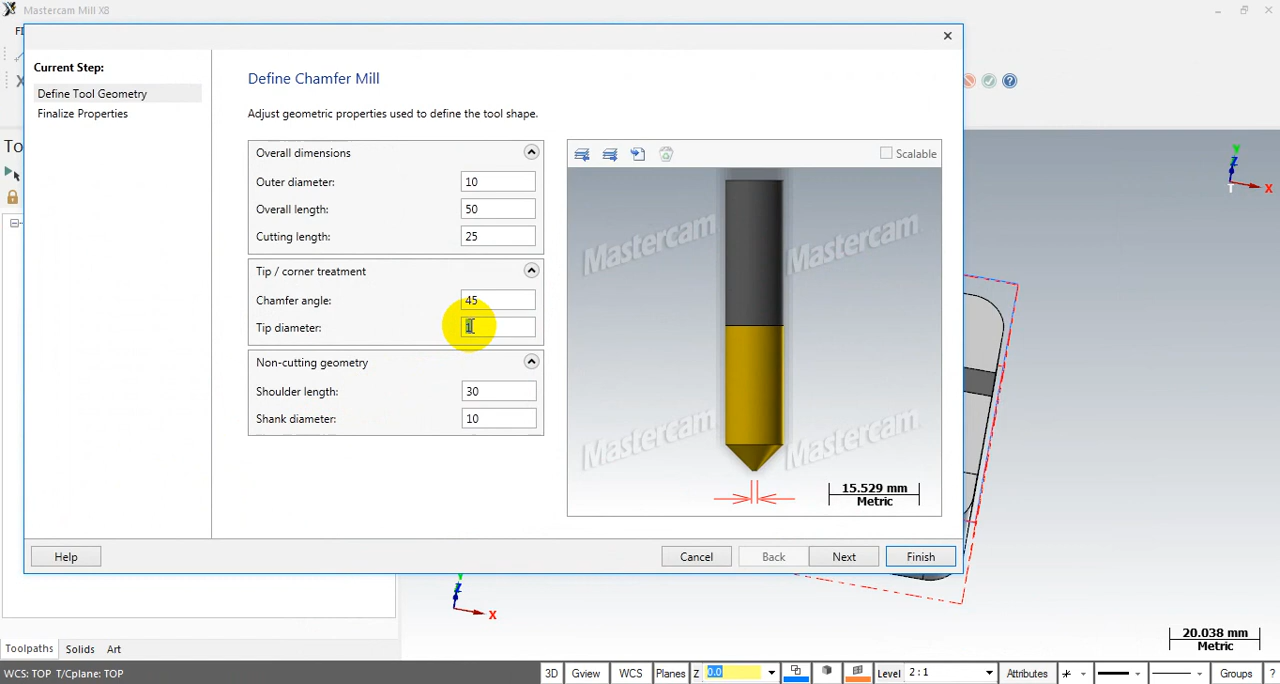 Mastercam Mill X8
FI
Current Step:
Define Tool Geometry
Finalize Properties
Define Chamfer Mill
Adjust geometric properties used to define the tool shape.
Overall dimensions
Outer diameter: 10
Overall length: 50
Cutting length: 25
Tip / corner treatment
Chamfer angle: 45
Tip diameter: 1
Non-cutting geometry
Shoulder length: 30
Shank diameter: 10
Scalable
Mastercam Mastercam
Mastercam Mastercam
15.529 mm
Metric
Help
Cancel Back Next Finish
To
Y
Z
T X
Z
X
20.038 mm
Metric
Toolpaths Solids Art
WCS: TOP T/Cplane: TOP
3D Gview WCS Planes Z 0.0 Level 2 : 1 Attributes Groups ?